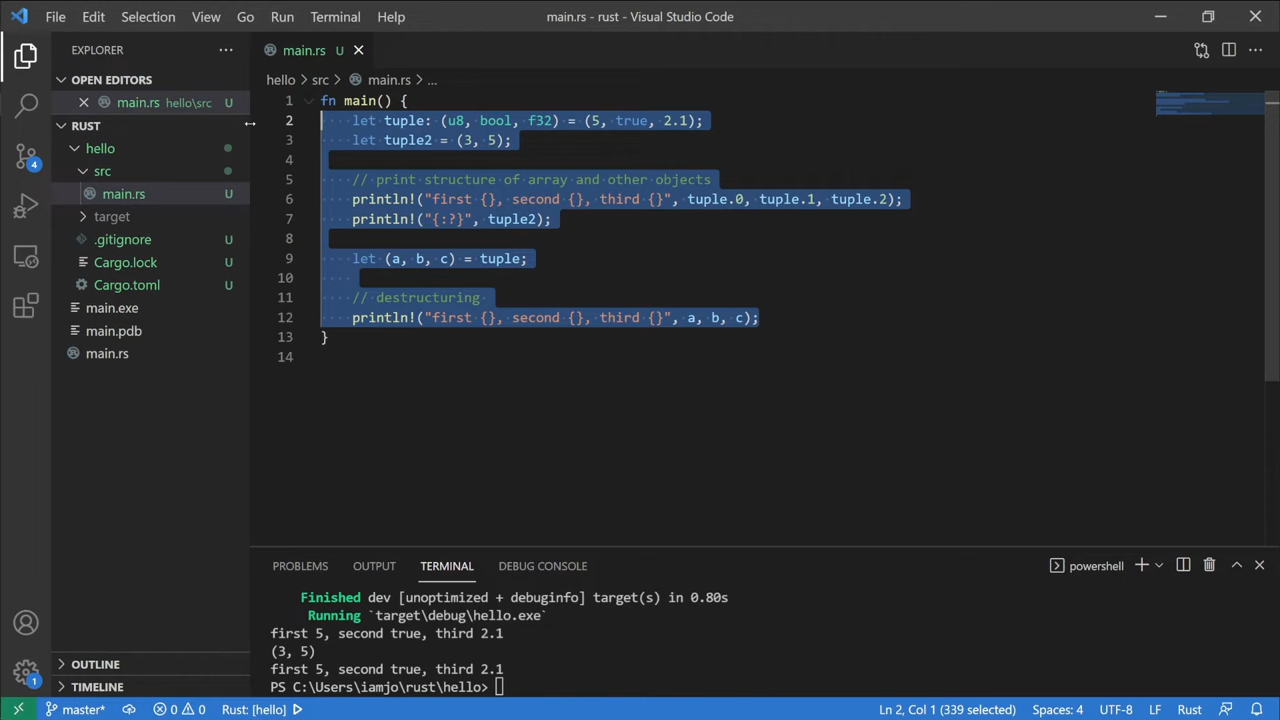 File Edit Selection View Go Run Terminal Help main.rs - rust - Visual Studio Code
EXPLORER
OPEN EDITORS
main.rs hello\src U
RUST
hello
src
main.rs U
target
.gitignore U
Cargo.lock U
Cargo.toml U
main.exe
main.pdb
main.rs
OUTLINE
TIMELINE
4
1
main.rs U
hello > src > main.rs > ...
1 fn main() {
2 let tuple: (u8, bool, f32) = (5, true, 2.1);
3 let tuple2 = (3, 5);
4
5 // print structure of array and other objects
6 println!("first {}, second {}, third {}", tuple.0, tuple.1, tuple.2);
7 println!("{:?}", tuple2);
8
9 let (a, b, c) = tuple;
10
11 // destructuring
12 println!("first {}, second {}, third {}", a, b, c);
13 }
14
PROBLEMS OUTPUT TERMINAL DEBUG CONSOLE powershell
Finished dev [unoptimized + debuginfo] target(s) in 0.80s
Running `target\debug\hello.exe`
first 5, second true, third 2.1
(3, 5)
first 5, second true, third 2.1
PS C:\Users\iamjo\rust\hello>
master* 0 0 Rust: [hello] Ln 2, Col 1 (339 selected) Spaces: 4 UTF-8 LF Rust